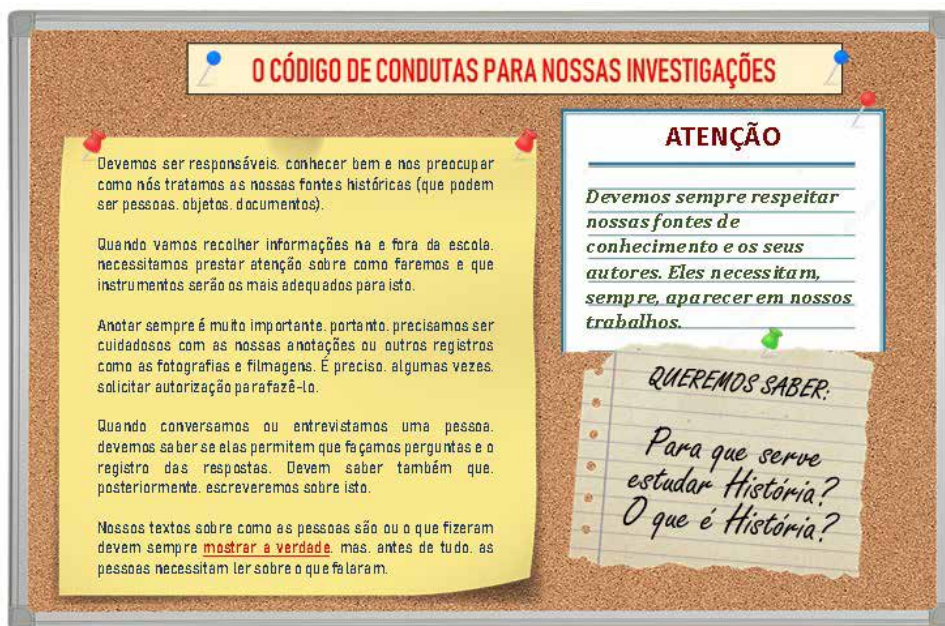 O CÓDIGO DE CONDUTAS PARA NOSSAS INVESTIGAÇÕES
Devemos ser responsáveis. conhecer bem e nos preocupar
como nós tratamos as nossas fontes históricas (que podem
ser pessoas. objetos. documentos).
Quando vamos recolher informações na e fora da escola.
necessitamos prestar atenção sobre como faremos e que
instrumentos serão os mais adequados para isto.
Anotar sempre é muito importante. portanto. precisamos ser
cuidadosos com as nossas anotações ou outros registros
como as fotografias e filmagens. É preciso. algumas vezes.
solicitar autorização para fazê-lo.
Quando conversamos ou entrevistamos uma pessoa.
devemos saber se elas permitem que façamos perguntas e o
registro das respostas. Devem saber também que.
posteriormente. escreveremos sobre isto.
Nossos textos sobre como as pessoas são ou o que fizeram
devem sempre mostrar a verdade. mas. antes de tudo. as
pessoas necessitam ler sobre o que falaram.
ATENÇÃO
Devemos sempre respeitar
nossas fontes de
conhecimento e os seus
autores. Eles necessitam,
sempre, aparecer em nossos
trabalhos.
QUEREMOS SABER:
Para que serve
estudar História?
O que é História?